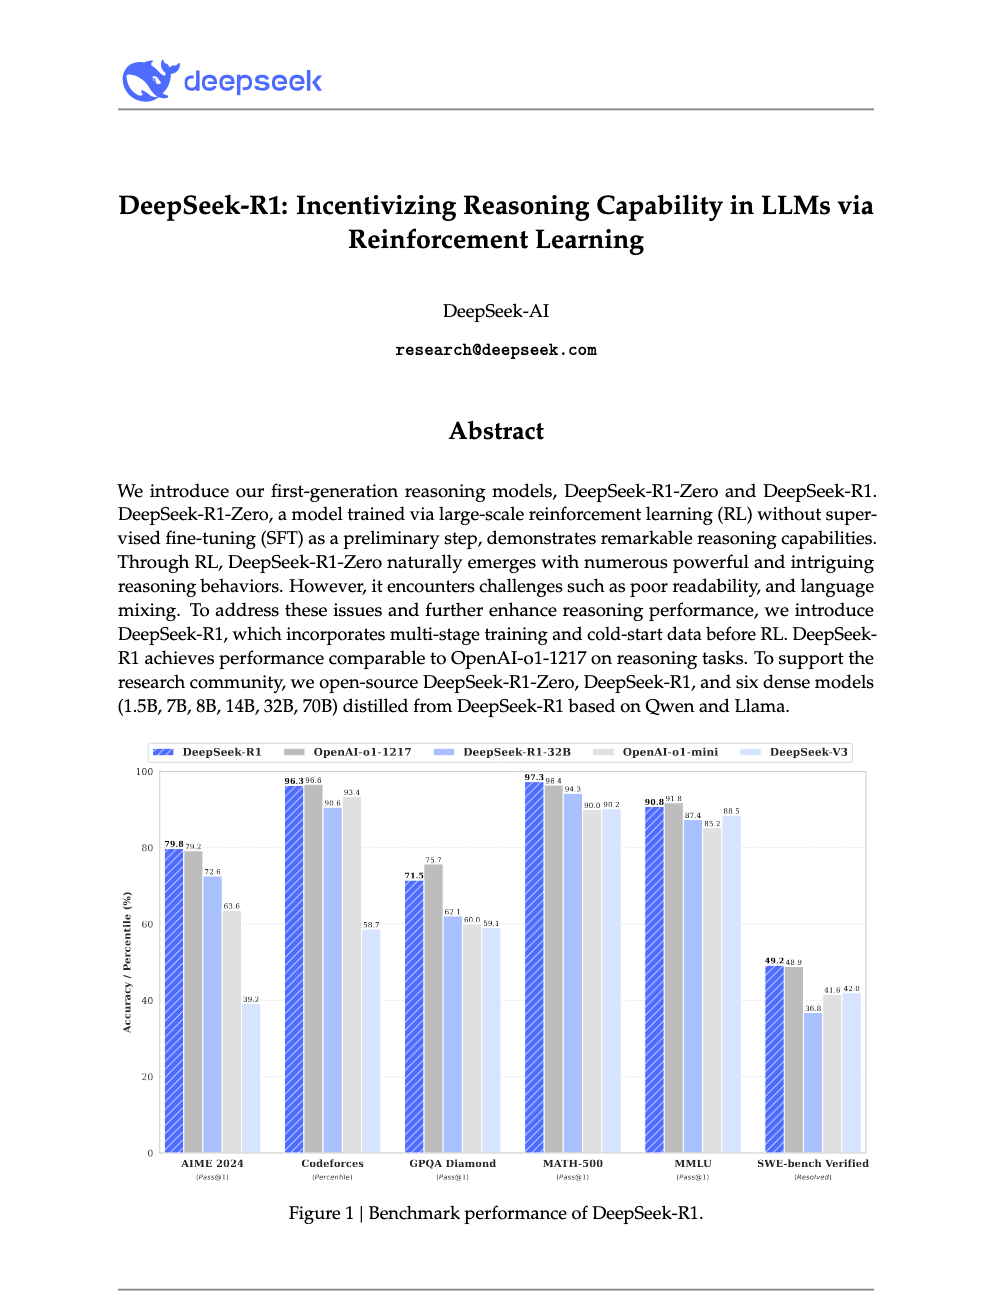 deepseek
DeepSeek-R1: Incentivizing Reasoning Capability in LLMs via
Reinforcement Learning
DeepSeek-AI
research@deepseek.com
Abstract
We introduce our first-generation reasoning models, DeepSeek-R1-Zero and DeepSeek-R1.
DeepSeek-R1-Zero, a model trained via large-scale reinforcement learning (RL) without super-
vised fine-tuning (SFT) as a preliminary step, demonstrates remarkable reasoning capabilities.
Through RL, DeepSeek-R1-Zero naturally emerges with numerous powerful and intriguing
reasoning behaviors. However, it encounters challenges such as poor readability, and language
mixing. To address these issues and further enhance reasoning performance, we introduce
DeepSeek-R1, which incorporates multi-stage training and cold-start data before RL. DeepSeek-
R1 achieves performance comparable to OpenAI-o1-1217 on reasoning tasks. To support the
research community, we open-source DeepSeek-R1-Zero, DeepSeek-R1, and six dense models
(1.5B, 7B, 8B, 14B, 32B, 70B) distilled from DeepSeek-R1 based on Qwen and Llama.
DeepSeek-R1 OpenAI-o1-1217 DeepSeek-R1-32B OpenAI-o1-mini DeepSeek-V3
Accuracy / Percentile (%)
100
80
60
40
20
0
79.8 79.2 72.6 63.6 39.2
96.3 96.6 90.6 93.4 58.7
71.5 75.7 62.1 60.0 59.1
97.3 96.4 94.3 90.0 90.2
90.8 91.8 87.4 85.2 88.5
49.2 48.9 36.8 41.6 42.0
AIME 2024 Codeforces GPQA Diamond MATH-500 MMLU SWE-bench Verified
(Pass@1) (Percentile) (Pass@1) (Pass@1) (Pass@1) (Resolved)
Figure 1 | Benchmark performance of DeepSeek-R1.